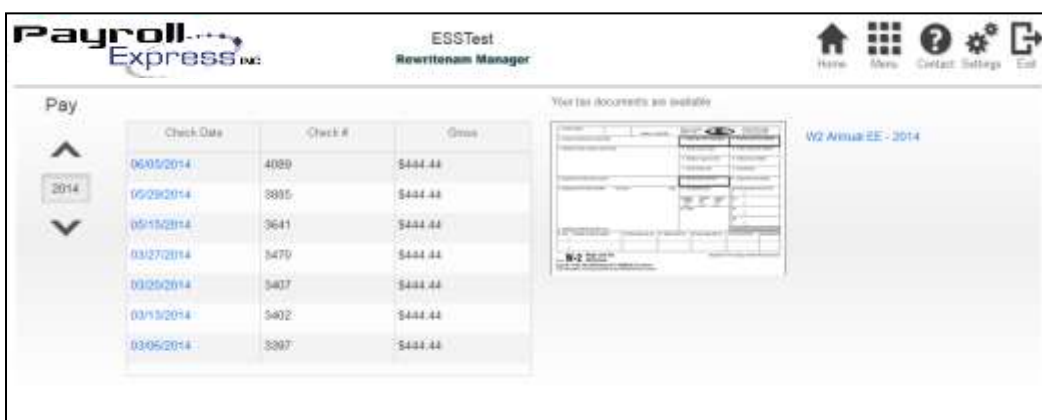 Payroll Express INC
ESSTest
Rewritenam Manager
Home Menu Contact Settings Exit
Pay
Your tax documents are available
Check Date Check # Gross
W2 Annual EE - 2014
06/05/2014 4089 $444.44
2014
05/29/2014 3885 $444.44
05/15/2014 3641 $444.44
03/27/2014 3479 $444.44
03/20/2014 3407 $444.44
03/13/2014 3402 $444.44
03/06/2014 3397 $444.44
W-2